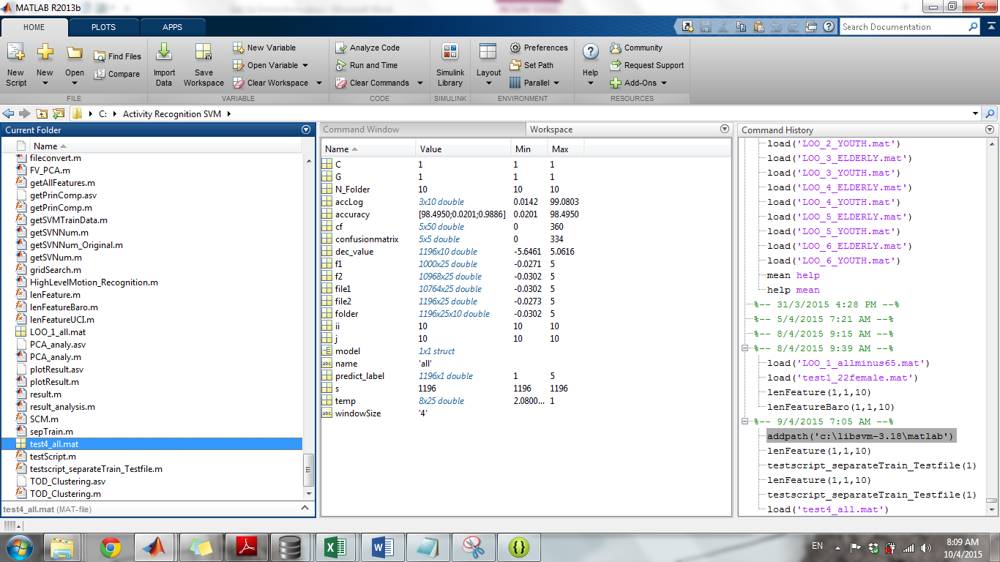 MATLAB R2013b
HOME PLOTS APPS
Search Documentation
New Script
New
Open
Find Files
Compare
FILE
Import Data
Save Workspace
New Variable
Open Variable
Clear Workspace
VARIABLE
Analyze Code
Run and Time
Clear Commands
CODE
Simulink Library
SIMULINK
Layout
Preferences
Set Path
Parallel
ENVIRONMENT
Help
Community
Request Support
Add-Ons
RESOURCES
C: Activity Recognition SVM
Current Folder
Name
fileconvert.m
FV_PCA.m
getAllFeatures.m
getPrinComp.asv
getPrinComp.m
getSVMTrainData.m
getSVNNum.m
getSVNNum_Original.m
getSVNum.m
gridSearch.m
HighLevelMotion_Recognition.m
lenFeature.m
lenFeatureBaro.m
lenFeatureUCI.m
LOO_1_all.mat
PCA_analy.asv
PCA_analy.m
plotResult.asv
plotResult.m
result.m
result_analysis.m
SCM.m
sepTrain.m
test4_all.mat
testScript.m
testscript_separateTrain_Testfile.m
TOD_Clustering.asv
TOD_Clustering.m
test4_all.mat (MAT-file)
Command Window
Workspace
Name Value Min Max
C 1 1 1
G 1 1 1
N_Folder 10 10 10
accLog 3x10 double 0.0142 99.0803
accuracy [98.4950;0.0201;0.9886] 0.0201 98.4950
cf 5x50 double 0 360
confusionmatrix 5x5 double 0 334
dec_value 1196x10 double -5.6461 5.0616
f1 1000x25 double -0.0271 5
f2 10968x25 double -0.0302 5
file1 10764x25 double -0.0302 5
file2 1196x25 double -0.0273 5
folder 1196x25x10 double -0.0302 5
ii 10 10 10
j 10 10 10
model 1x1 struct
name 'all'
predict_label 1196x1 double 1 5
s 1196 1196 1196
temp 8x25 double 2.0800... 1
windowSize '4'
Command History
load('LOO_2_YOUTH.mat')
load('LOO_3_ELDERLY.mat')
load('LOO_3_YOUTH.mat')
load('LOO_4_ELDERLY.mat')
load('LOO_4_YOUTH.mat')
load('LOO_5_ELDERLY.mat')
load('LOO_5_YOUTH.mat')
load('LOO_6_ELDERLY.mat')
load('LOO_6_YOUTH.mat')
mean help
help mean
%-- 31/3/2015 4:28 PM --%
%-- 5/4/2015 7:21 AM --%
%-- 8/4/2015 9:15 AM --%
%-- 8/4/2015 9:39 AM --%
load('LOO_1_allminus65.mat')
load('test1_22female.mat')
lenFeature(1,1,10)
lenFeatureBaro(1,1,10)
%-- 9/4/2015 7:05 AM --%
addpath('c:\libsvm-3.18\matlab')
lenFeature(1,1,10)
testscript_separateTrain_Testfile(1)
lenFeature(1,1,10)
testscript_separateTrain_Testfile(1)
load('test4_all.mat')
EN
8:09 AM
10/4/2015